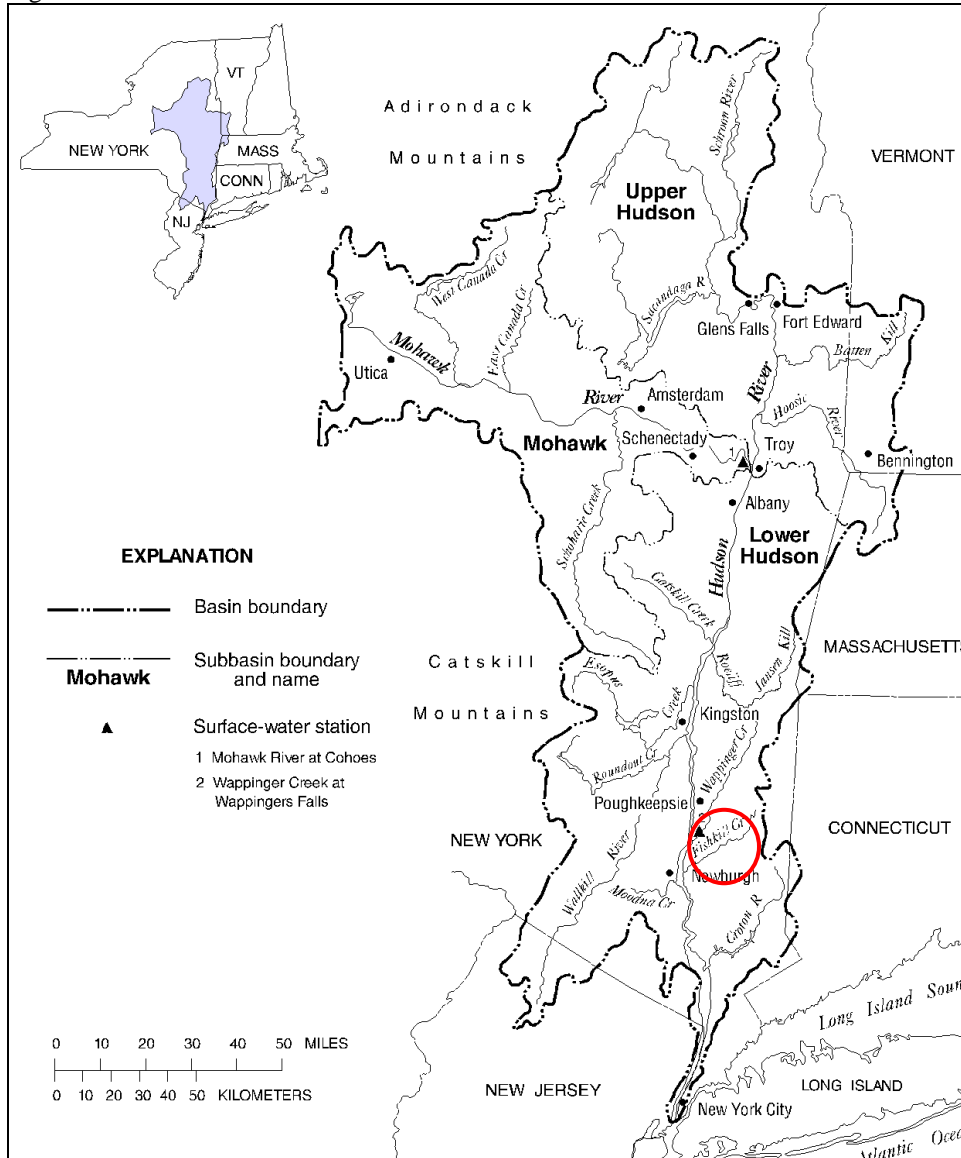 VT
NEW YORK
MASS
CONN
NJ
Adirondack
Mountains
VERMONT
Schroon River
Upper
Hudson
West Canada Cr
East Canada Cr
Sacandaga R
Glens Falls
Fort Edward
Batten Kill
Mohawk
Utica
River
Amsterdam
River
Hoosic
River
Mohawk
Schenectady
1
Troy
Bennington
Albany
Schoharie Creek
Lower
Hudson
Hudson
EXPLANATION
Basin boundary
Subbasin boundary
and name
Mohawk
Surface-water station
1 Mohawk River at Cohoes
2 Wappinger Creek at
Wappingers Falls
Catskill Creek
Catskill
Mountains
MASSACHUSETTS
Esopus
Creek
Roeliff
Jansen Kill
Kingston
Roundout Cr
Wappinger Cr
Poughkeepsie
Fishkill Cr
CONNECTICUT
NEW YORK
River
Wallkill
Newburgh
Moodna Cr
Croton R
0 10 20 30 40 50 MILES
0 10 20 30 40 50 KILOMETERS
NEW JERSEY
Long Island Soun
LONG ISLAND
New York City
Atlantic Ocea